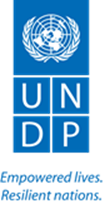 U N
D P
Empowered lives.
Resilient nations.